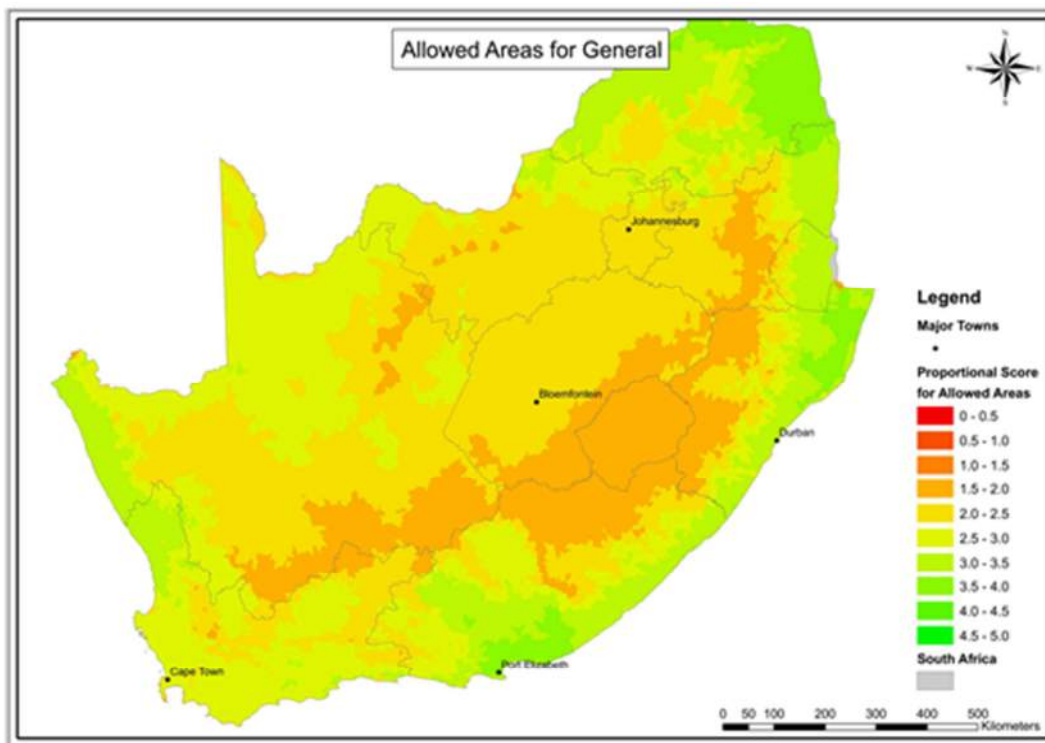 Allowed Areas for General
N
W
E
S
Johannesburg
Bloemfontein
Durban
Cape Town
Port Elizabeth
Legend
Major Towns
Proportional Score
for Allowed Areas
0 - 0.5
0.5 - 1.0
1.0 - 1.5
1.5 - 2.0
2.0 - 2.5
2.5 - 3.0
3.0 - 3.5
3.5 - 4.0
4.0 - 4.5
4.5 - 5.0
South Africa
0 50 100 200 300 400 500
Kilometers